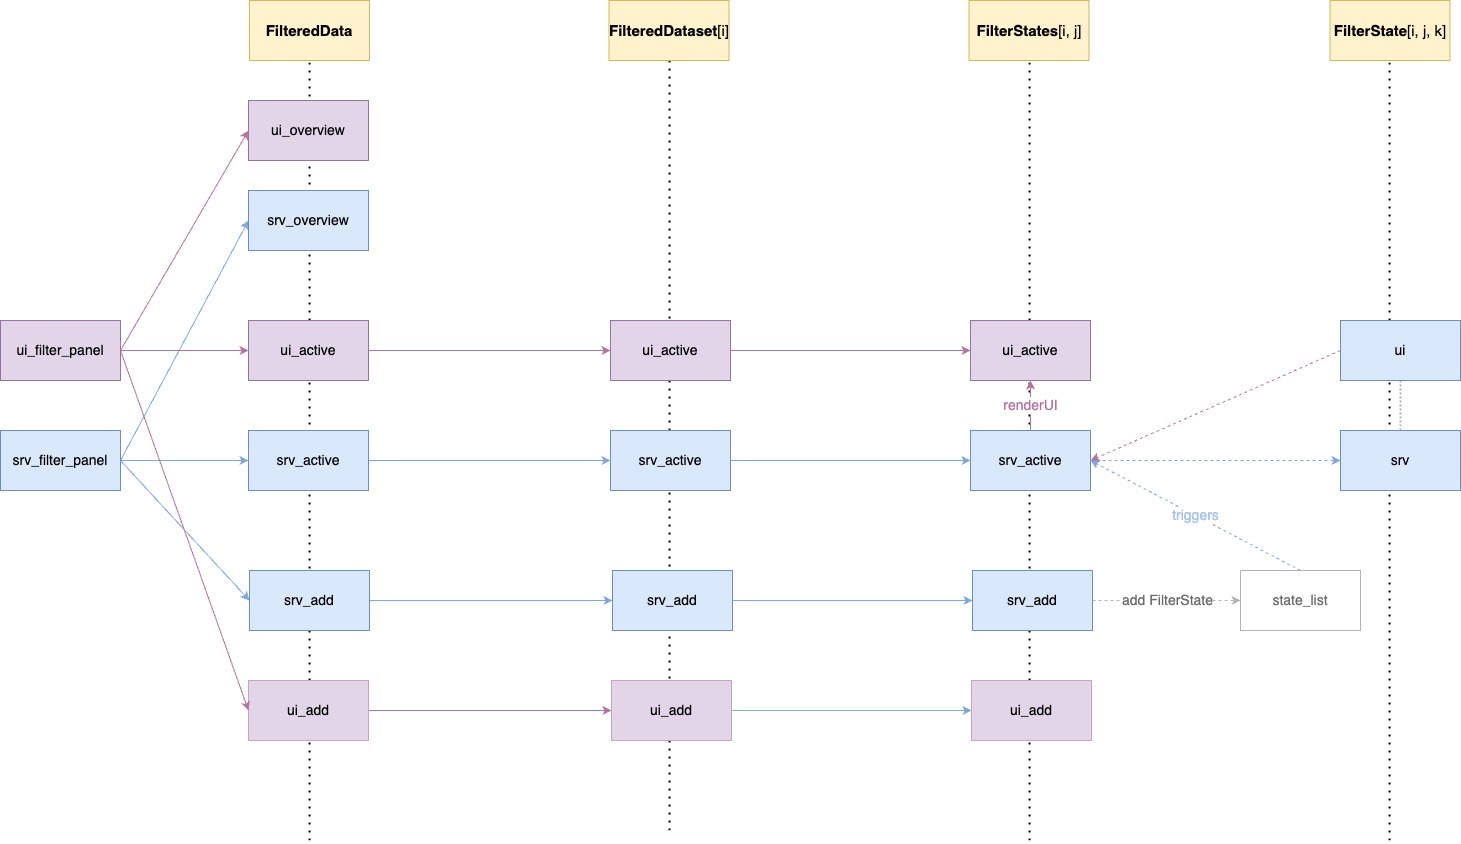 FilteredData
FilteredDataset[i]
FilterStates[i, j]
FilterState[i, j, k]
ui_overview
srv_overview
ui_filter_panel
ui_active
ui_active
ui_active
ui
renderUI
srv_filter_panel
srv_active
srv_active
srv_active
srv
triggers
srv_add
srv_add
srv_add
add FilterState
state_list
ui_add
ui_add
ui_add